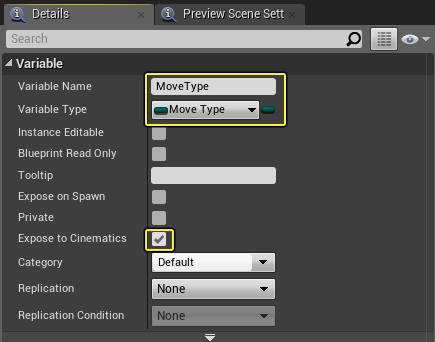 Details
Preview Scene Sett
Search
Variable
Variable Name MoveType
Variable Type Move Type
Instance Editable
Blueprint Read Only
Tooltip
Expose on Spawn
Private
Expose to Cinematics
Category Default
Replication None
Replication Condition None